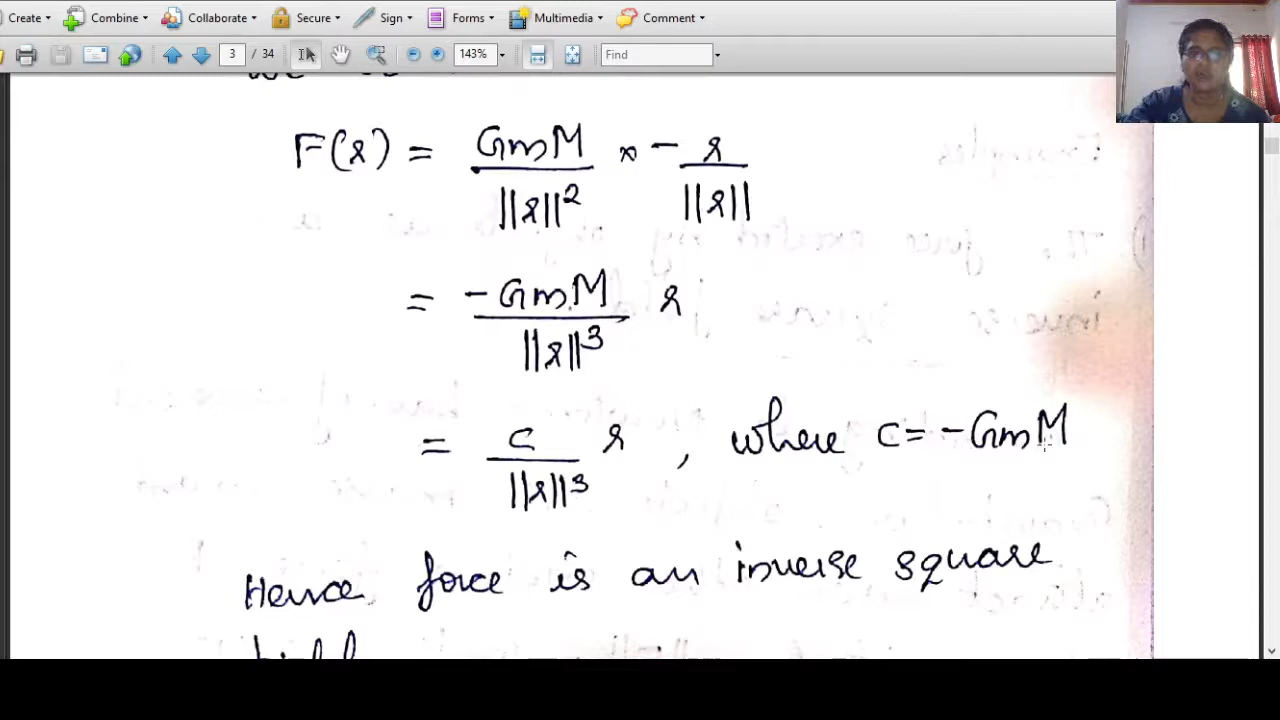 Create Combine Collaborate Secure Sign Forms Multimedia Comment
3 / 34 143% Find
F(r) = GmM/||r||² × -r/||r||
= -GmM/||r||³ r
= c/||r||³ r , where c = -GmM
Hence force is an inverse square